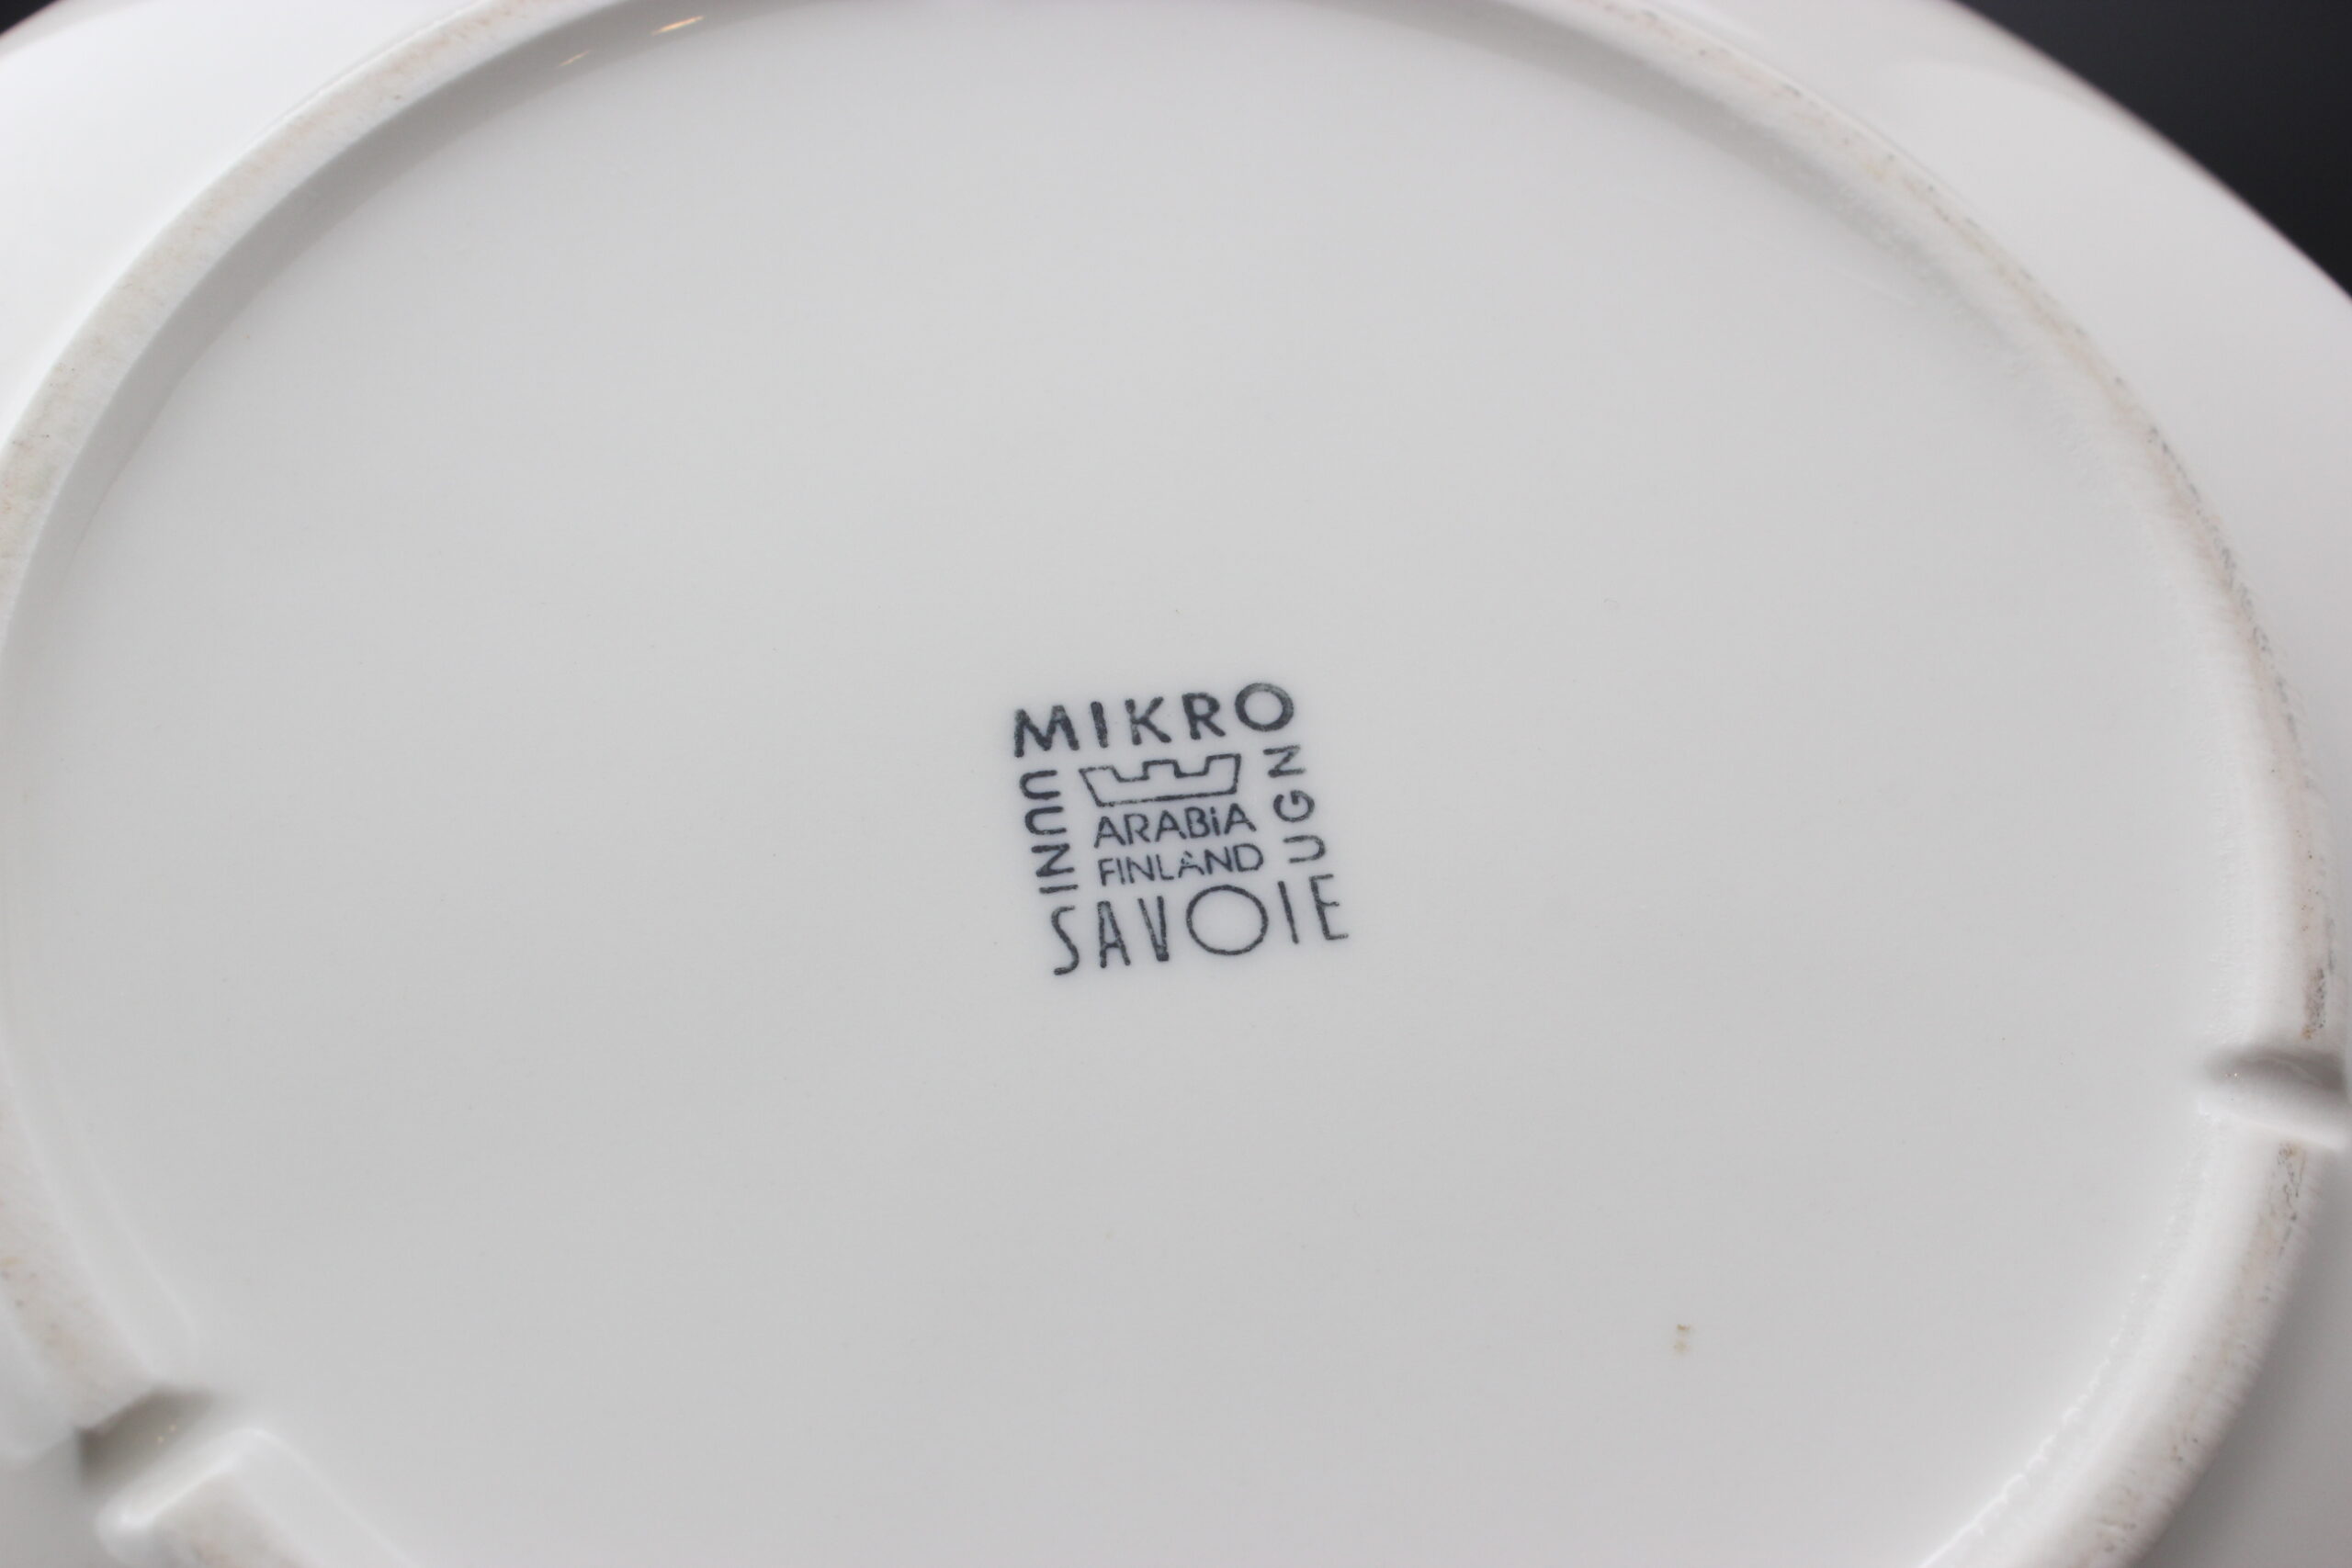 MIKRO
UUNI
UGN
ARABiA
FINLAND
SAVOIE